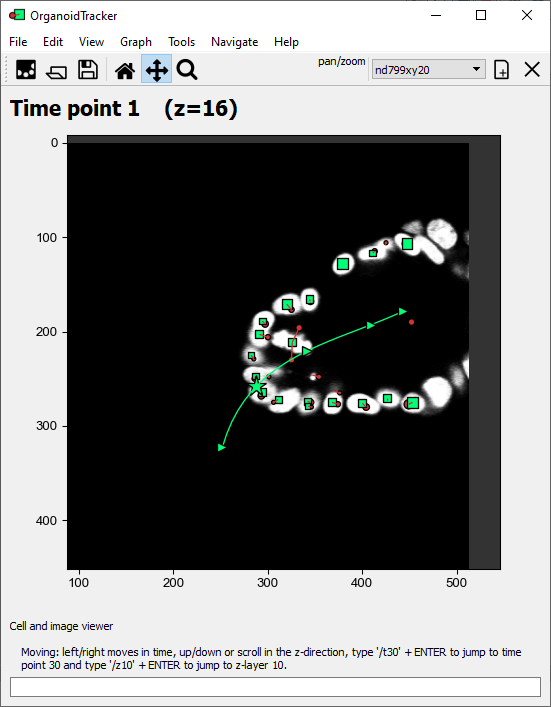 OrganoidTracker
File Edit View Graph Tools Navigate Help
pan/zoom nd799xy20
Time point 1 (z=16)
0
100
200
300
400
100 200 300 400 500
Cell and image viewer
Moving: left/right moves in time, up/down or scroll in the z-direction, type '/t30' + ENTER to jump to time
point 30 and type '/z10' + ENTER to jump to z-layer 10.